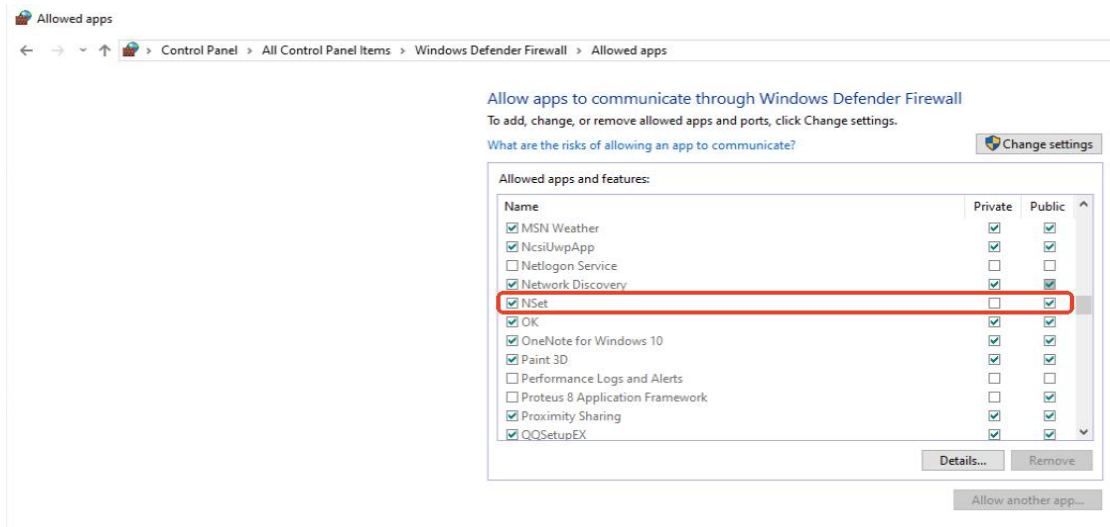 Allowed apps
Control Panel > All Control Panel Items > Windows Defender Firewall > Allowed apps
Allow apps to communicate through Windows Defender Firewall
To add, change, or remove allowed apps and ports, click Change settings.
What are the risks of allowing an app to communicate?
Change settings
Allowed apps and features:
Name Private Public
MSN Weather
NcsiUwpApp
Netlogon Service
Network Discovery
NSet
OK
OneNote for Windows 10
Paint 3D
Performance Logs and Alerts
Proteus 8 Application Framework
Proximity Sharing
QQSetupEX
Details... Remove
Allow another app...